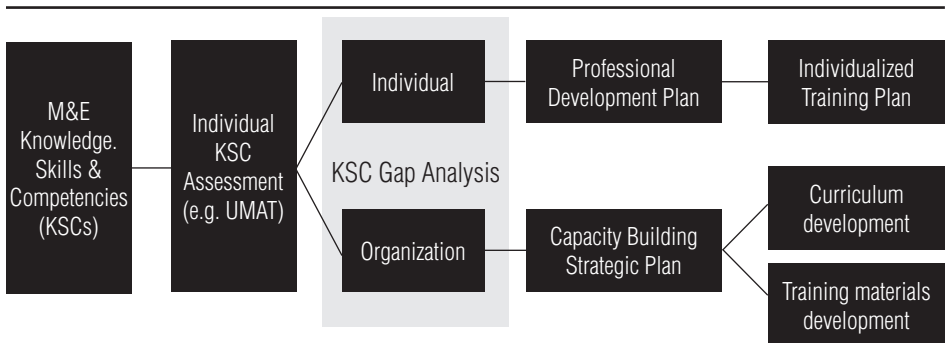 M&E
Knowledge.
Skills &
Competencies
(KSCs)
Individual
KSC
Assessment
(e.g. UMAT)
Individual
KSC Gap Analysis
Organization
Professional
Development Plan
Individualized
Training Plan
Capacity Building
Strategic Plan
Curriculum
development
Training materials
development